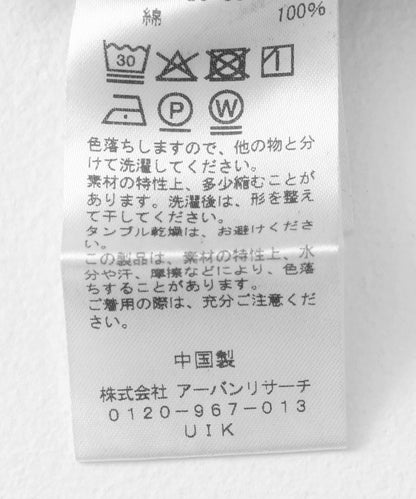 綿 100%
30
P W
色落ちしますので、他の物と分
けて洗濯してください。
素材の特性上、多少縮むことが
あります。洗濯後は、形を整え
て干してください。
タンブル乾燥は、お避けくださ
い。
この製品は、素材の特性上、水
分や汗、摩擦などにより、色落
ちすることがあります。
ご着用の際は、充分ご注意くだ
さい。
中国製
株式会社 アーバンリサーチ
0120-967-013
UIK